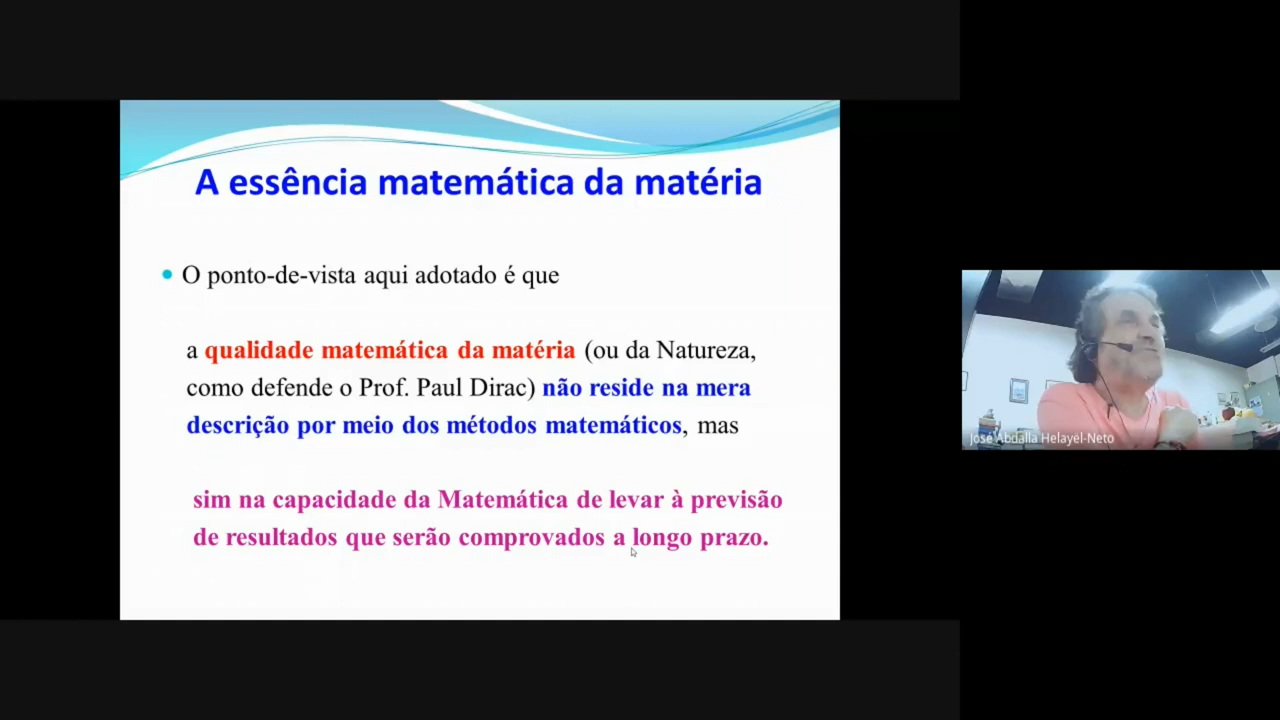 A essência matemática da matéria
O ponto-de-vista aqui adotado é que
a qualidade matemática da matéria (ou da Natureza,
como defende o Prof. Paul Dirac) não reside na mera
descrição por meio dos métodos matemáticos, mas
sim na capacidade da Matemática de levar à previsão
de resultados que serão comprovados a longo prazo.
José Abdalla Helayël-Neto